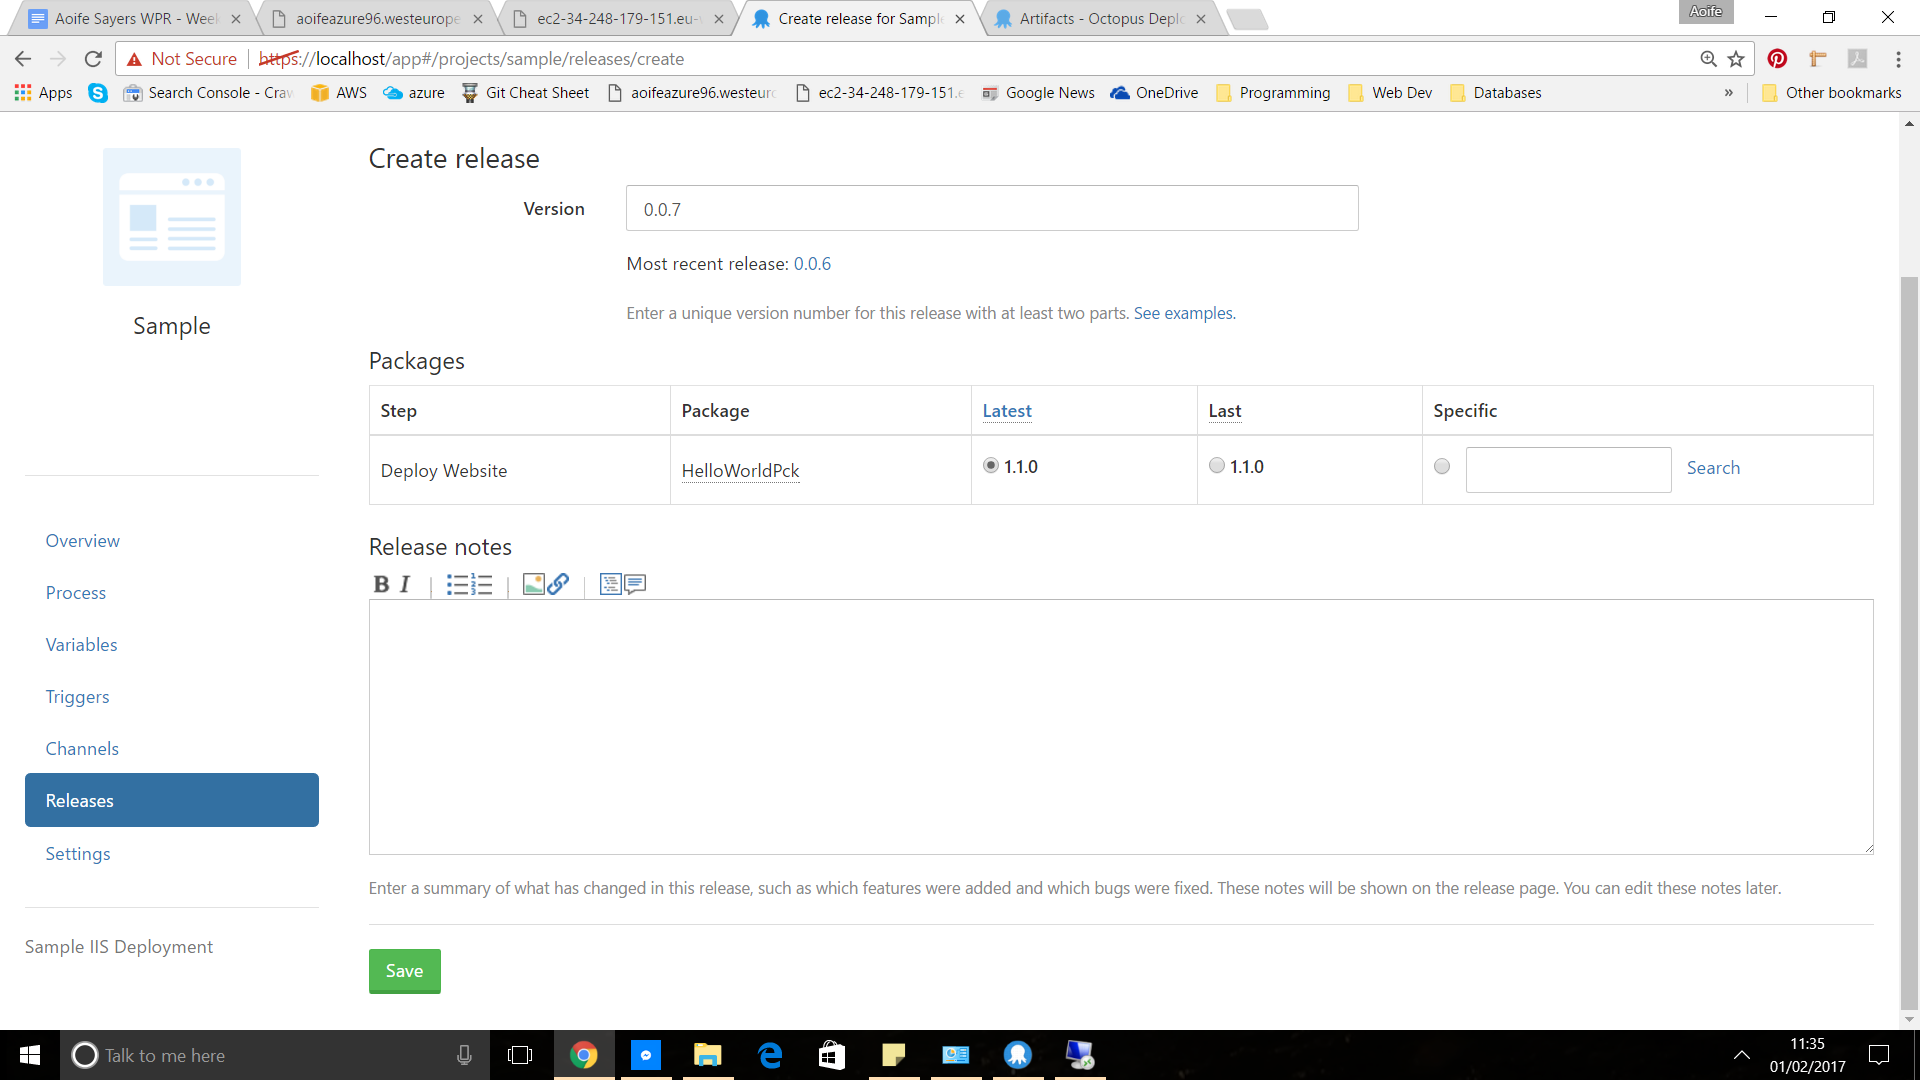 Aoife Sayers WPR - Week
aoifeazure96.westeurope
ec2-34-248-179-151.eu-
Create release for Sample
Artifacts - Octopus Deplo
Aoife
Not Secure https://localhost/app#/projects/sample/releases/create
Apps Search Console - Craw AWS azure Git Cheat Sheet aoifeazure96.westeuro ec2-34-248-179-151.e Google News OneDrive Programming Web Dev Databases » Other bookmarks
Sample
Overview
Process
Variables
Triggers
Channels
Releases
Settings
Sample IIS Deployment
Create release
Version 0.0.7
Most recent release: 0.0.6
Enter a unique version number for this release with at least two parts. See examples.
Packages
Step Package Latest Last Specific
Deploy Website HelloWorldPck 1.1.0 1.1.0 Search
Release notes
B I
Enter a summary of what has changed in this release, such as which features were added and which bugs were fixed. These notes will be shown on the release page. You can edit these notes later.
Save
Talk to me here
11:35
01/02/2017